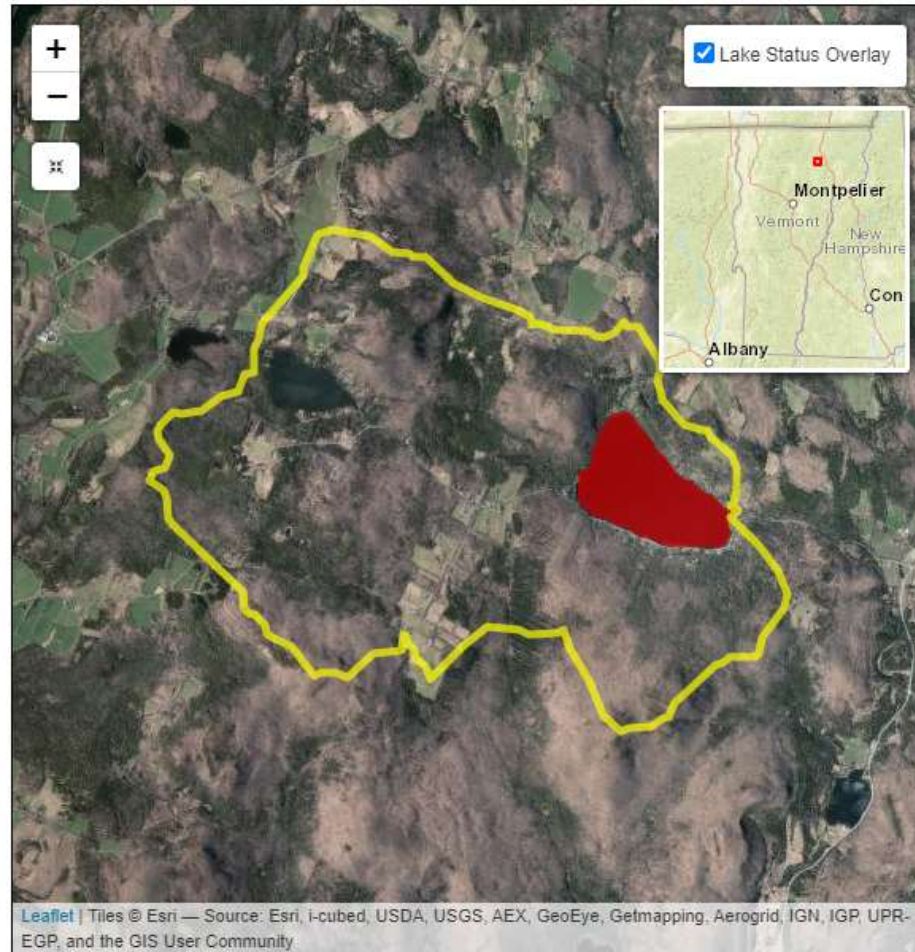 +
−
Lake Status Overlay
Montpelier
Vermont
New
Hampshire
Con
Albany
Leaflet | Tiles © Esri — Source: Esri, i-cubed, USDA, USGS, AEX, GeoEye, Getmapping, Aerogrid, IGN, IGP, UPR-
EGP, and the GIS User Community